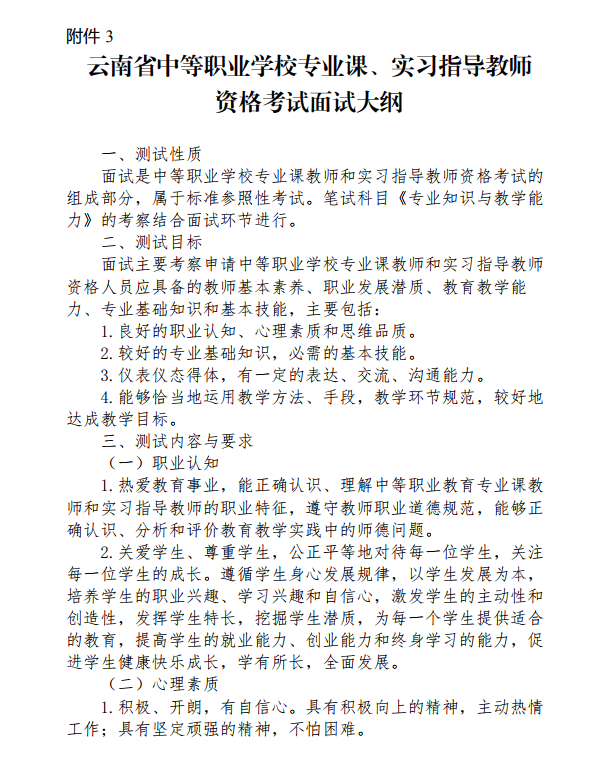 附件 3
云南省中等职业学校专业课、实习指导教师
资格考试面试大纲
一、测试性质
面试是中等职业学校专业课教师和实习指导教师资格考试的
组成部分，属于标准参照性考试。笔试科目《专业知识与教学能
力》的考察结合面试环节进行。
二、测试目标
面试主要考察申请中等职业学校专业课教师和实习指导教师
资格人员应具备的教师基本素养、职业发展潜质、教育教学能
力、专业基础知识和基本技能，主要包括：
1.良好的职业认知、心理素质和思维品质。
2.较好的专业基础知识，必需的基本技能。
3.仪表仪态得体，有一定的表达、交流、沟通能力。
4.能够恰当地运用教学方法、手段，教学环节规范，较好地
达成教学目标。
三、测试内容与要求
（一）职业认知
1.热爱教育事业，能正确认识、理解中等职业教育专业课教
师和实习指导教师的职业特征，遵守教师职业道德规范，能够正
确认识、分析和评价教育教学实践中的师德问题。
2.关爱学生、尊重学生，公正平等地对待每一位学生，关注
每一位学生的成长。遵循学生身心发展规律，以学生发展为本，
培养学生的职业兴趣、学习兴趣和自信心，激发学生的主动性和
创造性，发挥学生特长，挖掘学生潜质，为每一个学生提供适合
的教育，提高学生的就业能力、创业能力和终身学习的能力，促
进学生健康快乐成长，学有所长，全面发展。
（二）心理素质
1.积极、开朗，有自信心。具有积极向上的精神，主动热情
工作；具有坚定顽强的精神，不怕困难。